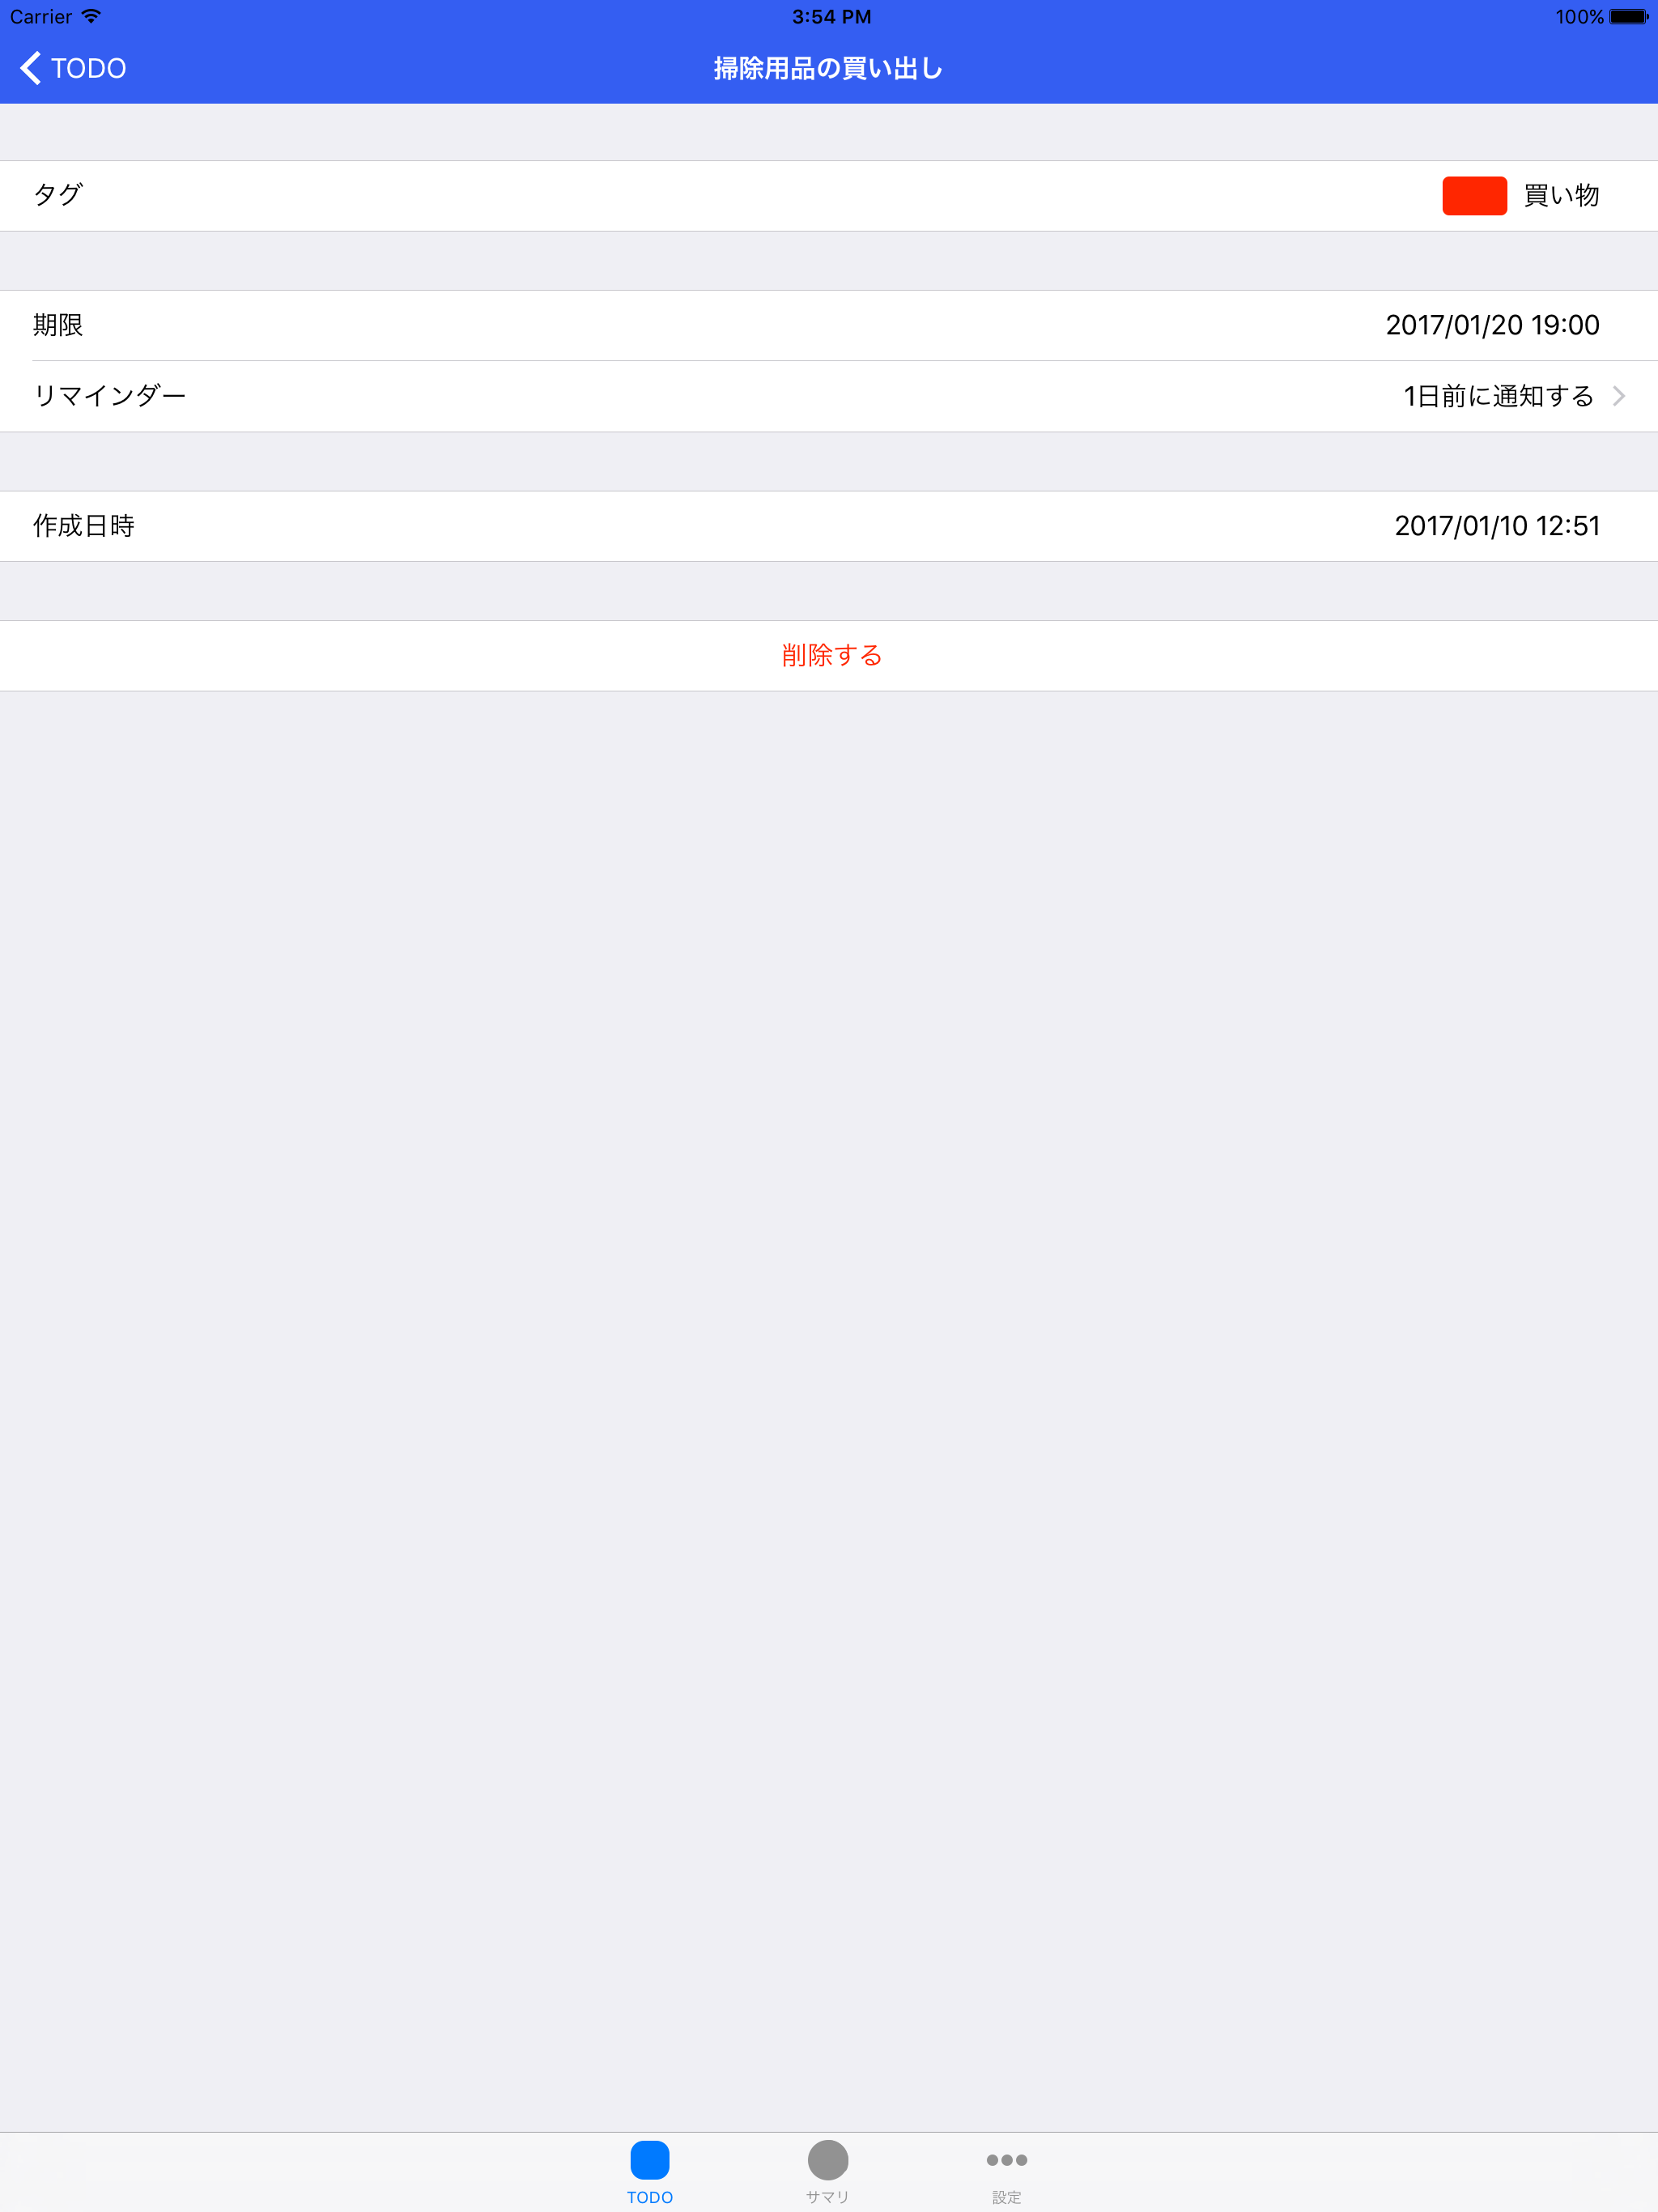 Carrier 3:54 PM 100%
TODO 掃除用品の買い出し
タグ 買い物
期限 2017/01/20 19:00
リマインダー 1日前に通知する
作成日時 2017/01/10 12:51
削除する
TODO サマリ 設定